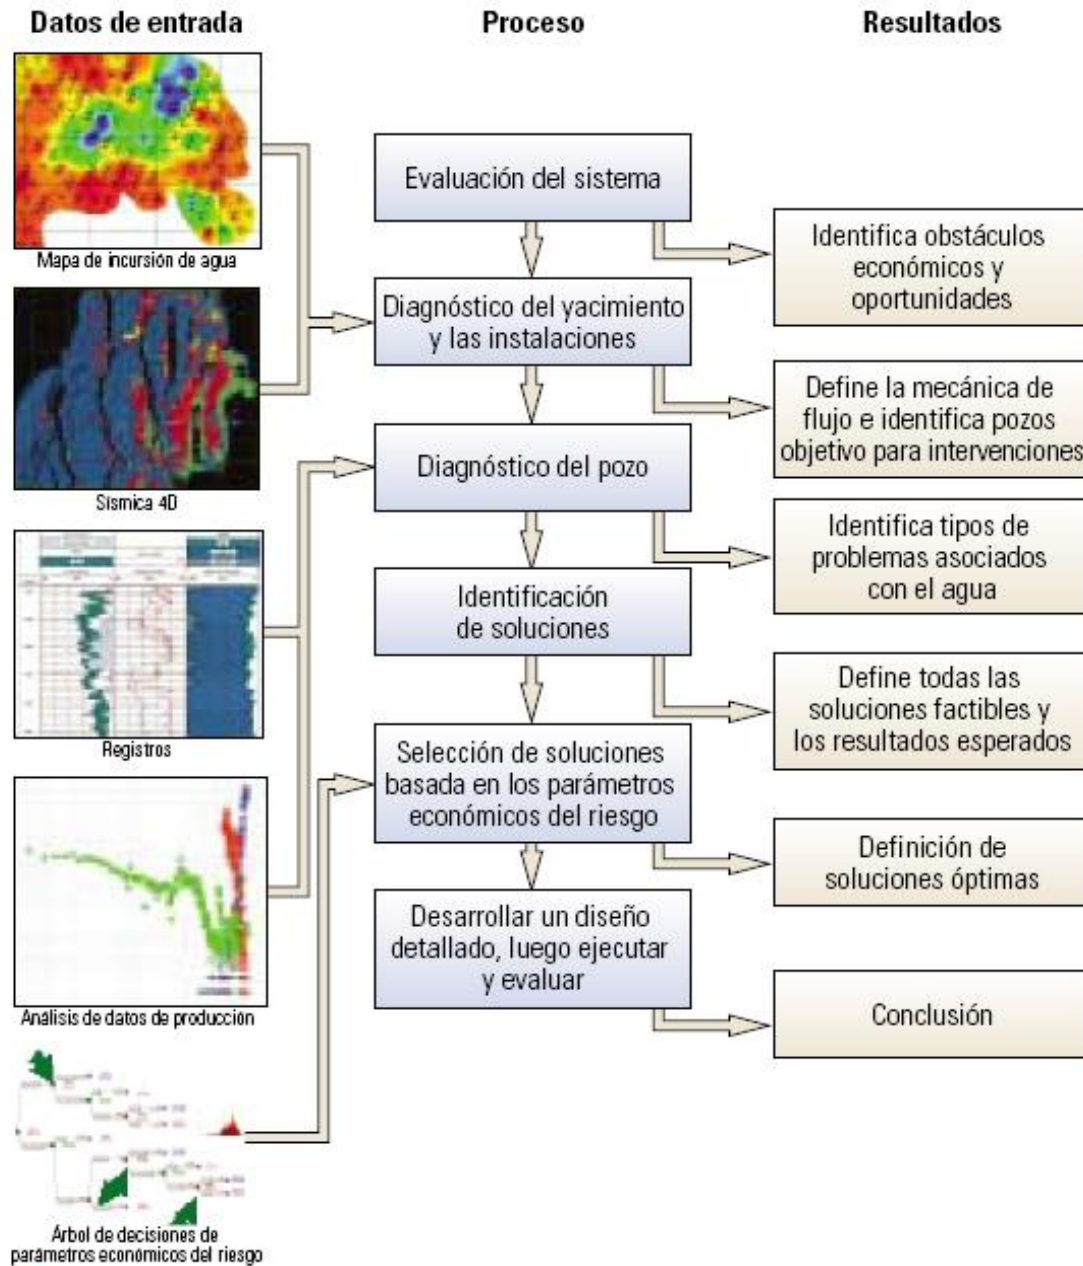 Datos de entrada
Proceso
Resultados
Mapa de incursión de agua
Sísmica 4D
Registros
Análisis de datos de producción
Árbol de decisiones de
parámetros económicos del riesgo
Evaluación del sistema
Diagnóstico del yacimiento
y las instalaciones
Diagnóstico del pozo
Identificación
de soluciones
Selección de soluciones
basada en los parámetros
económicos del riesgo
Desarrollar un diseño
detallado, luego ejecutar
y evaluar
Identifica obstáculos
económicos y
oportunidades
Define la mecánica de
flujo e identifica pozos
objetivo para intervenciones
Identifica tipos de
problemas asociados
con el agua
Define todas las
soluciones factibles y
los resultados esperados
Definición de
soluciones óptimas
Conclusión